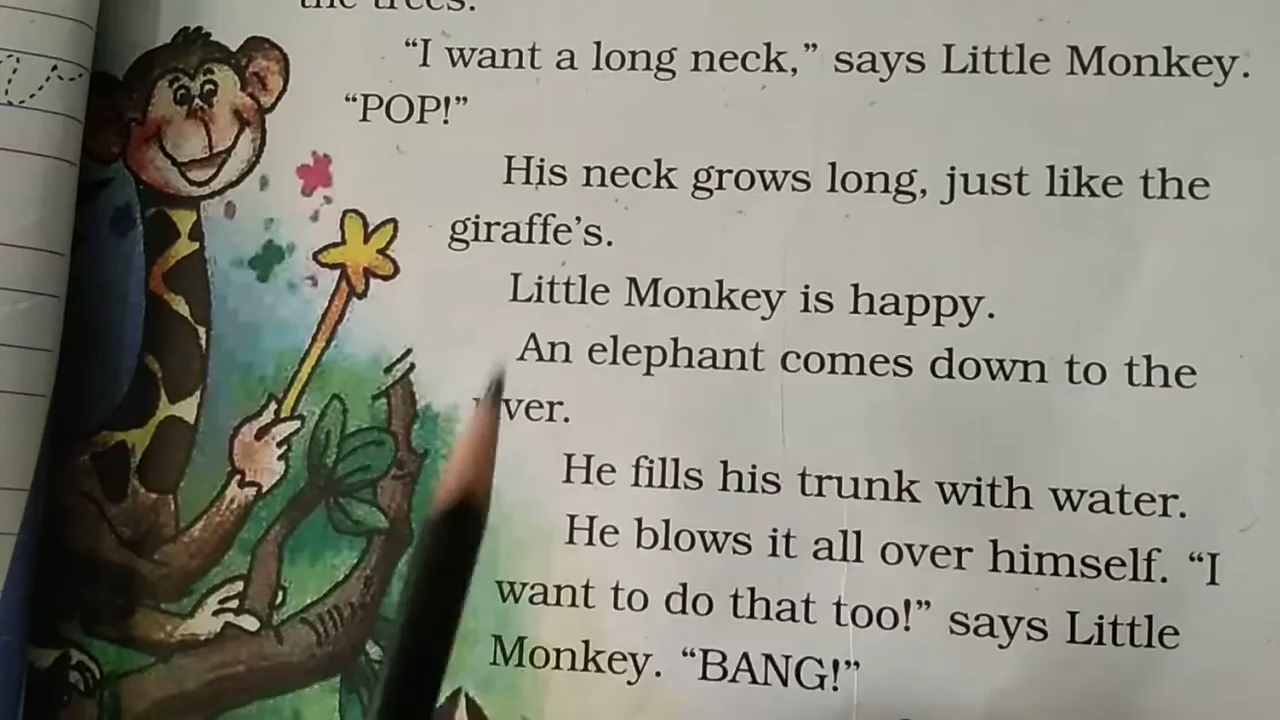 the trees.
“I want a long neck,” says Little Monkey.
“POP!”
His neck grows long, just like the
giraffe’s.
Little Monkey is happy.
An elephant comes down to the
He fills his trunk with water.
He blows it all over himself. “I
want to do that too!” says Little
Monkey. “BANG!”